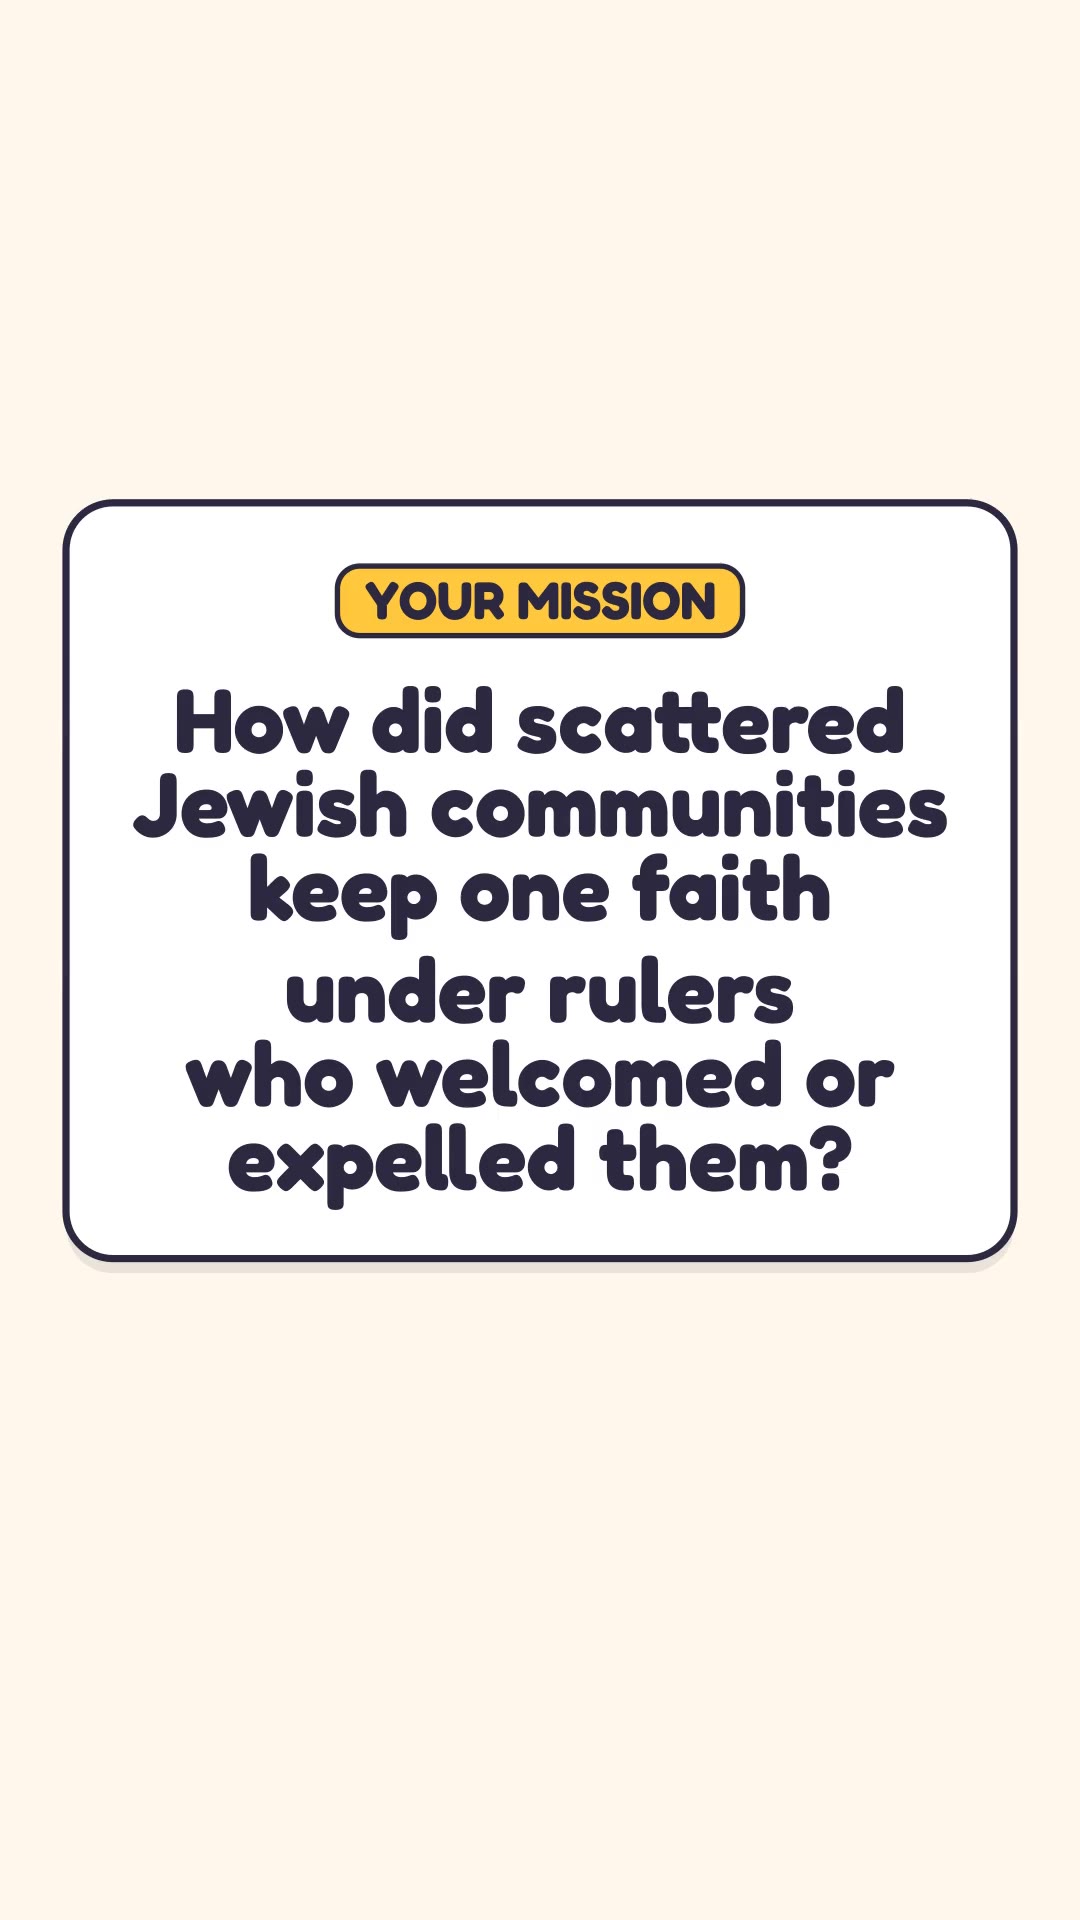 YOUR MISSION
How did scattered
Jewish communities
keep one faith
under rulers
who welcomed or
expelled them?